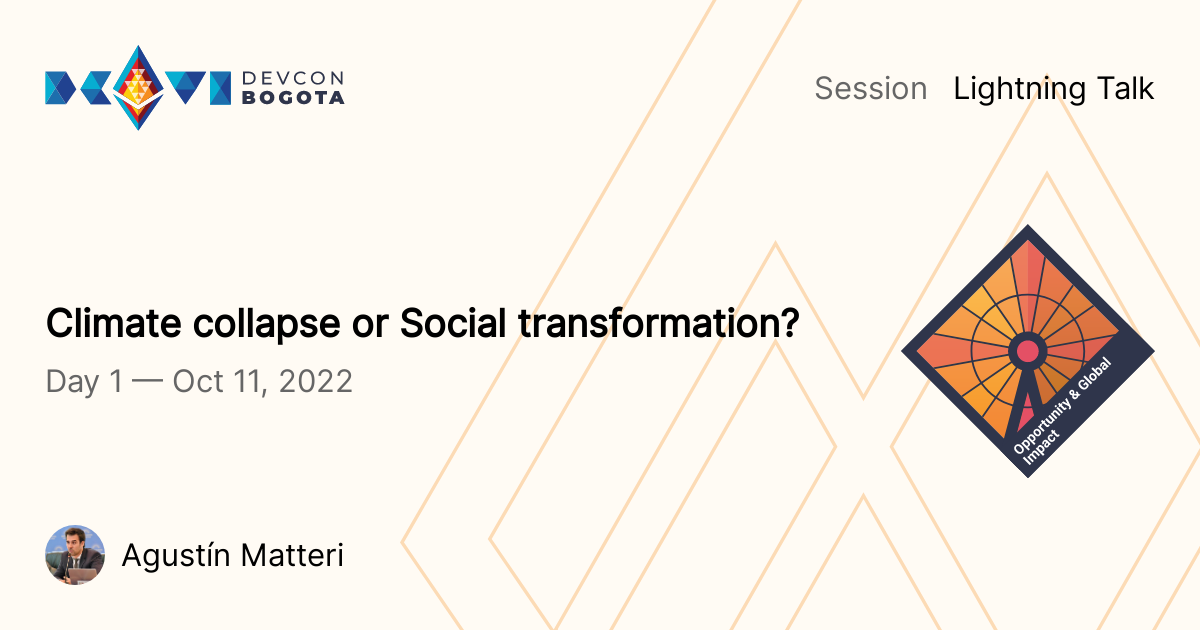 DEVCON
BOGOTA
Session Lightning Talk
Climate collapse or Social transformation?
Day 1 — Oct 11, 2022
Opportunity & Global
Impact
Agustín Matteri